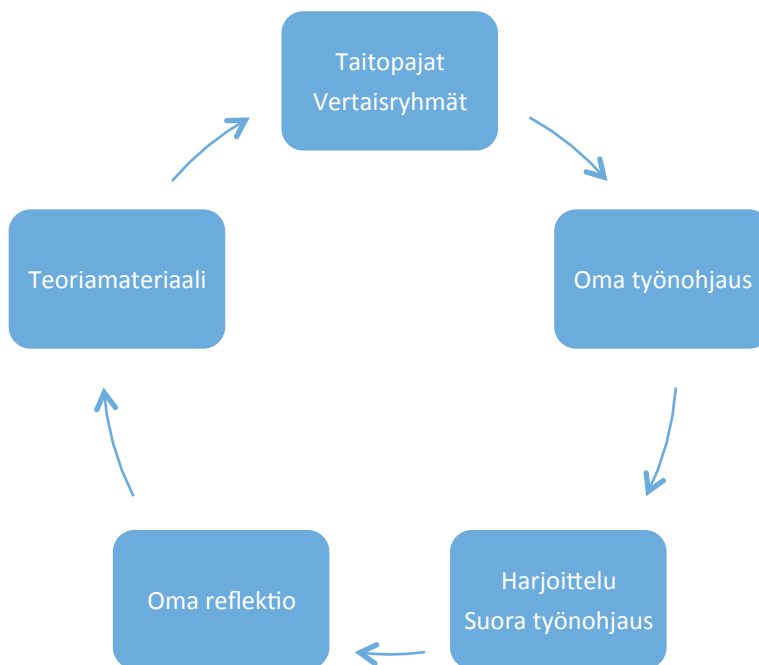 Taitopajat
Vertaisryhmät
Oma työnohjaus
Harjoittelu
Suora työnohjaus
Oma reflektio
Teoriamateriaali